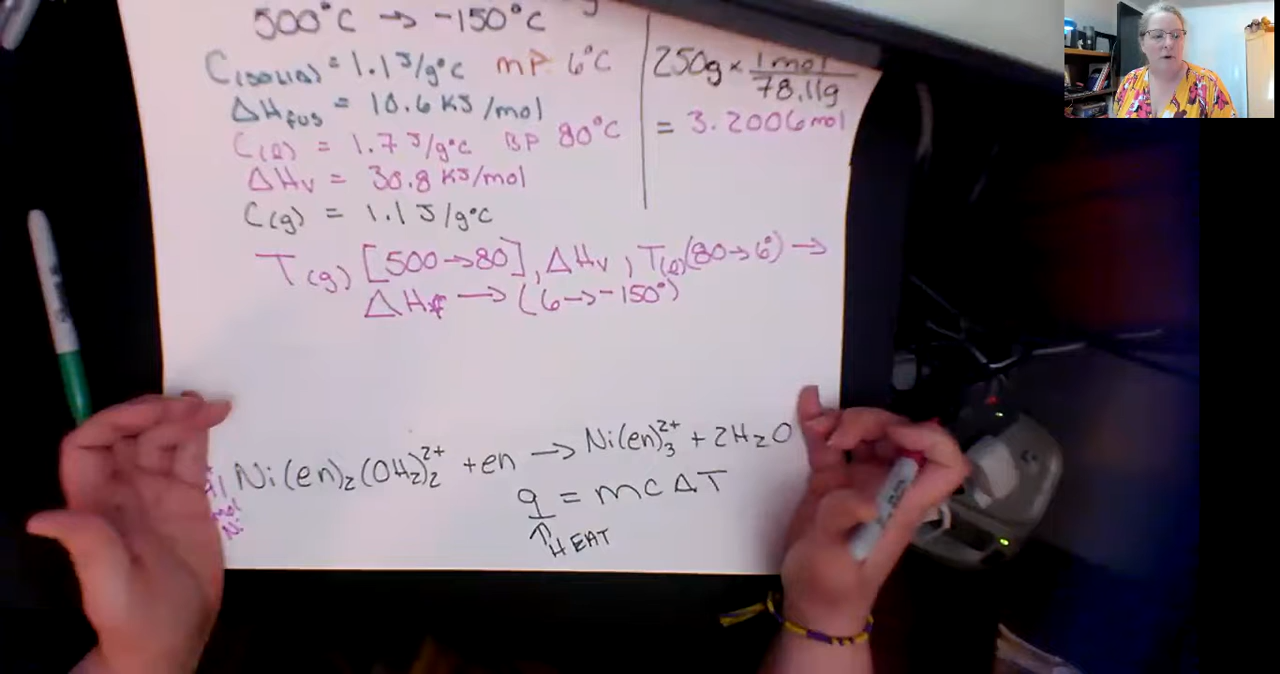 500°C → -150°C
C(solid) = 1.1 J/g°C MP 6°C
ΔHfus = 10.6 KJ/mol
C(l) = 1.7 J/g°C BP 80°C
ΔHv = 30.8 KJ/mol
C(g) = 1.1 J/g°C
250g × 1 mol / 78.11g
= 3.2006 mol
T(g) [500→80], ΔHv, T(l)(80→6°) →
ΔHf → (6→-150°)
Ni(en)2(OH2)2^2+ + en → Ni(en)3^2+ + 2H2O
mol
Ni
q = mcΔT
↑ HEAT